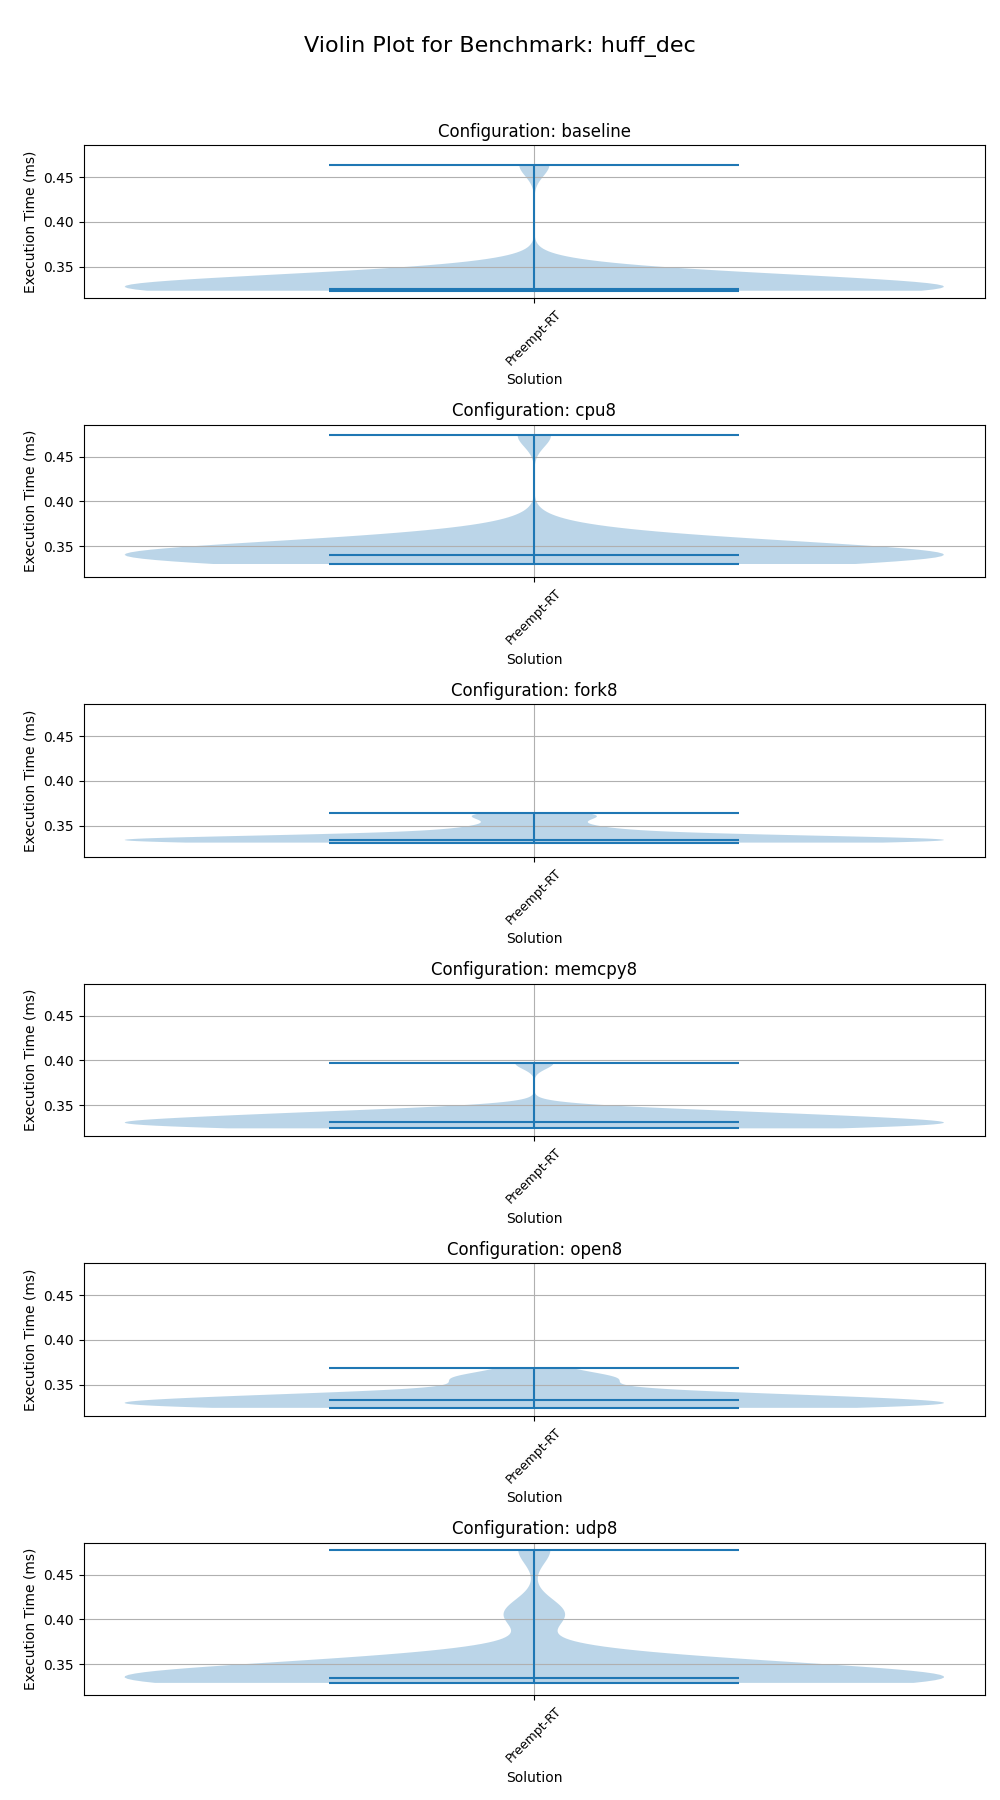 Violin Plot for Benchmark: huff_dec
Configuration: baseline
Execution Time (ms)
0.45
0.40
0.35
Preempt-RT
Solution
Configuration: cpu8
Execution Time (ms)
0.45
0.40
0.35
Preempt-RT
Solution
Configuration: fork8
Execution Time (ms)
0.45
0.40
0.35
Preempt-RT
Solution
Configuration: memcpy8
Execution Time (ms)
0.45
0.40
0.35
Preempt-RT
Solution
Configuration: open8
Execution Time (ms)
0.45
0.40
0.35
Preempt-RT
Solution
Configuration: udp8
Execution Time (ms)
0.45
0.40
0.35
Preempt-RT
Solution